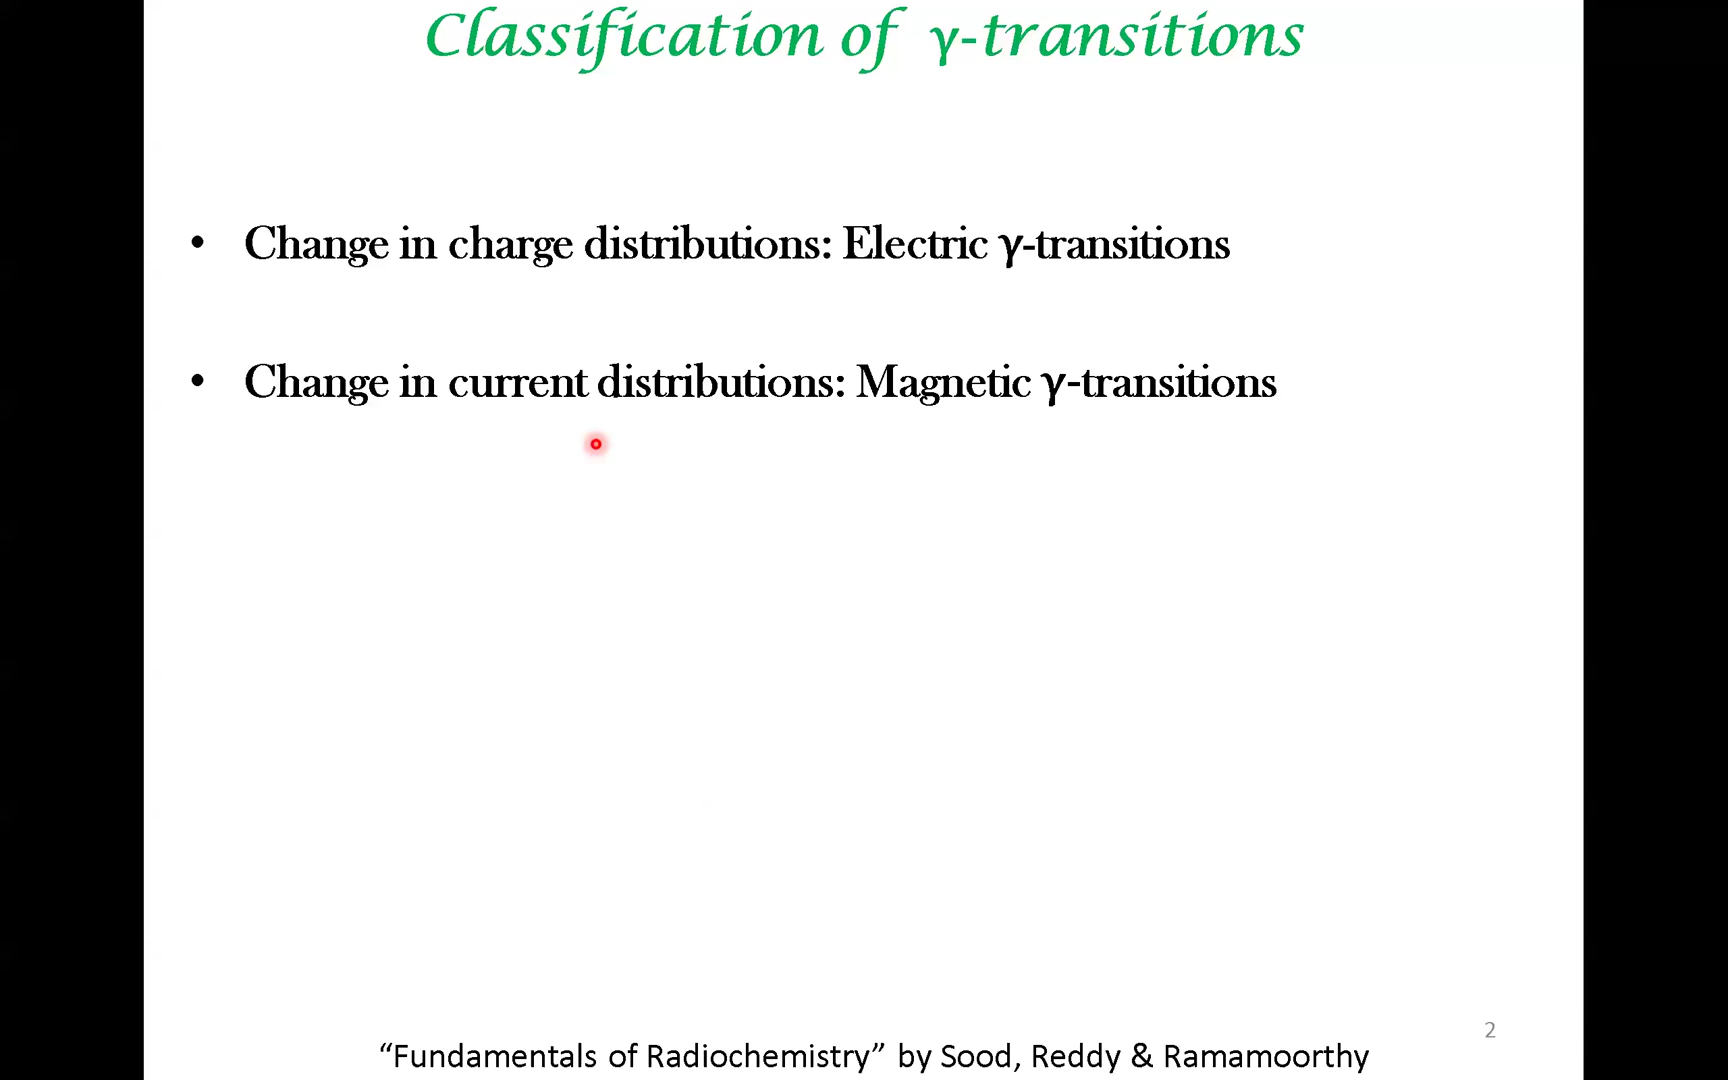 Classification of γ-transitions
• Change in charge distributions: Electric γ-transitions
• Change in current distributions: Magnetic γ-transitions
2
“Fundamentals of Radiochemistry” by Sood, Reddy & Ramamoorthy